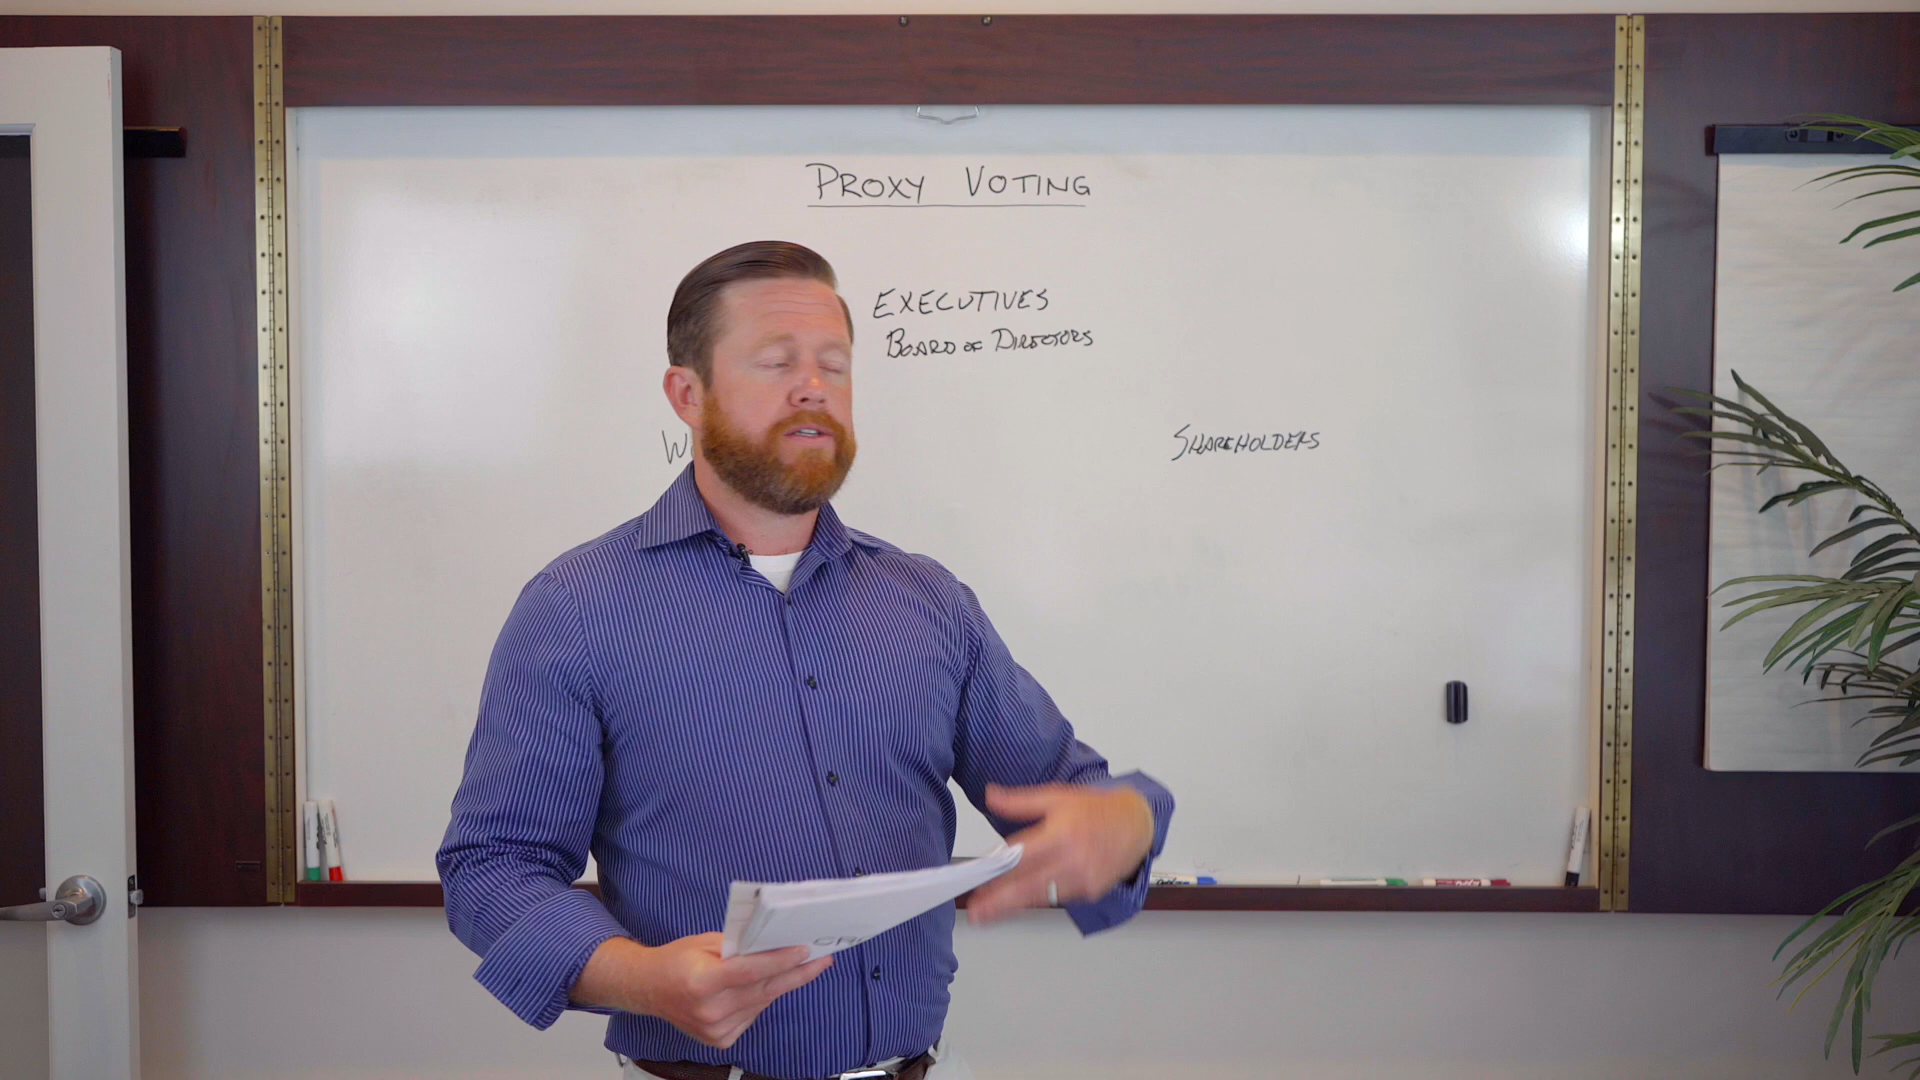 PROXY VOTING
EXECUTIVES
BOARD OF DIRECTORS
SHAREHOLDERS